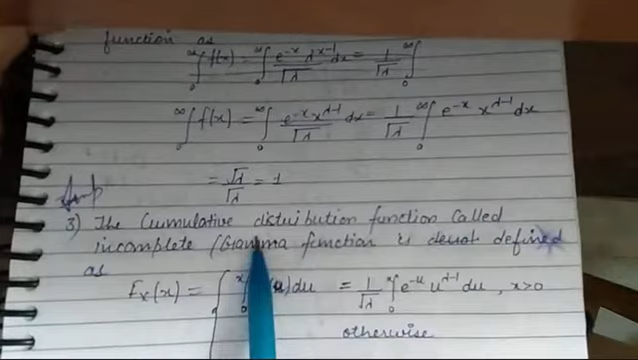 function as
∞∫0 f(x) = ∞∫0 e^-x λ^x-1/Γλ dx = 1/Γλ ∞∫0
∞∫0 f(x) = ∞∫0 e^-x x^λ-1/Γλ dx = 1/Γλ ∞∫0 e^-x x^λ-1 dx
= Γλ/Γλ = 1
3) The Cumulative distribution function called
incomplete Gamma function is denot defined
as
Fx(x) = { x∫0 (u)du = 1/Γλ x∫0 e^-u u^λ-1 du , x>0
otherwise